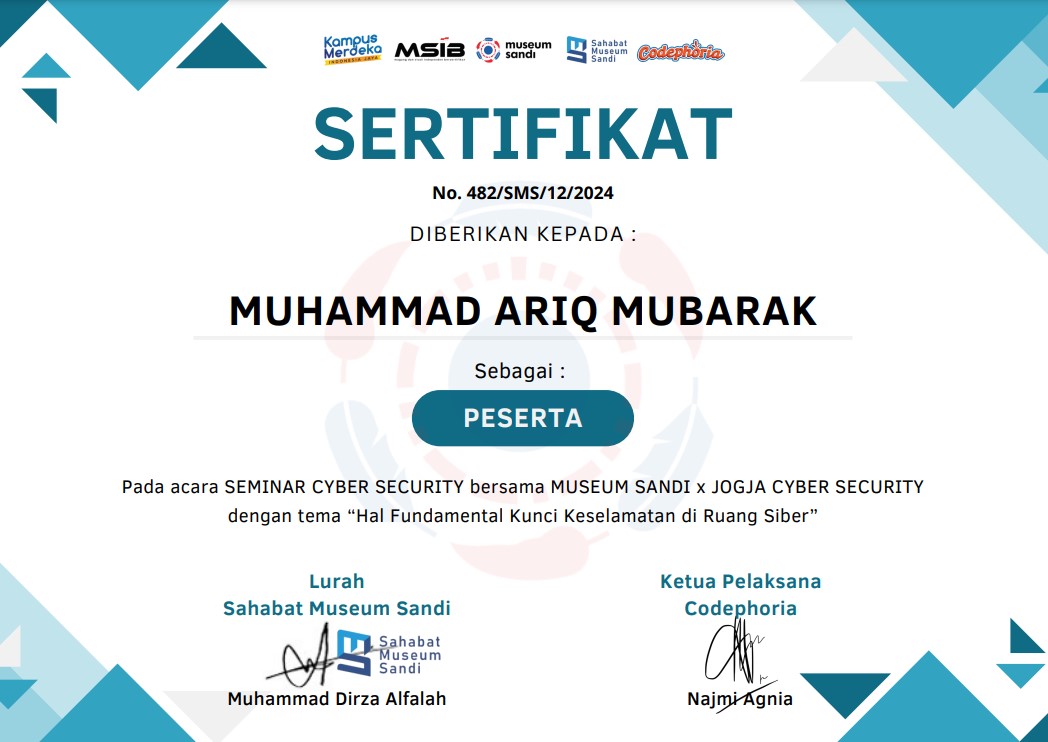 Kampus
Merdeka
INDONESIA JAYA
MSIB
museum
sandi
Sahabat
Museum
Sandi
Codephoria
SERTIFIKAT
No. 482/SMS/12/2024
DIBERIKAN KEPADA :
MUHAMMAD ARIQ MUBARAK
Sebagai :
PESERTA
Pada acara SEMINAR CYBER SECURITY bersama MUSEUM SANDI x JOGJA CYBER SECURITY
dengan tema “Hal Fundamental Kunci Keselamatan di Ruang Siber”
Lurah
Sahabat Museum Sandi
Sahabat
Museum
Sandi
Muhammad Dirza Alfalah
Ketua Pelaksana
Codephoria
Najmi Agnia